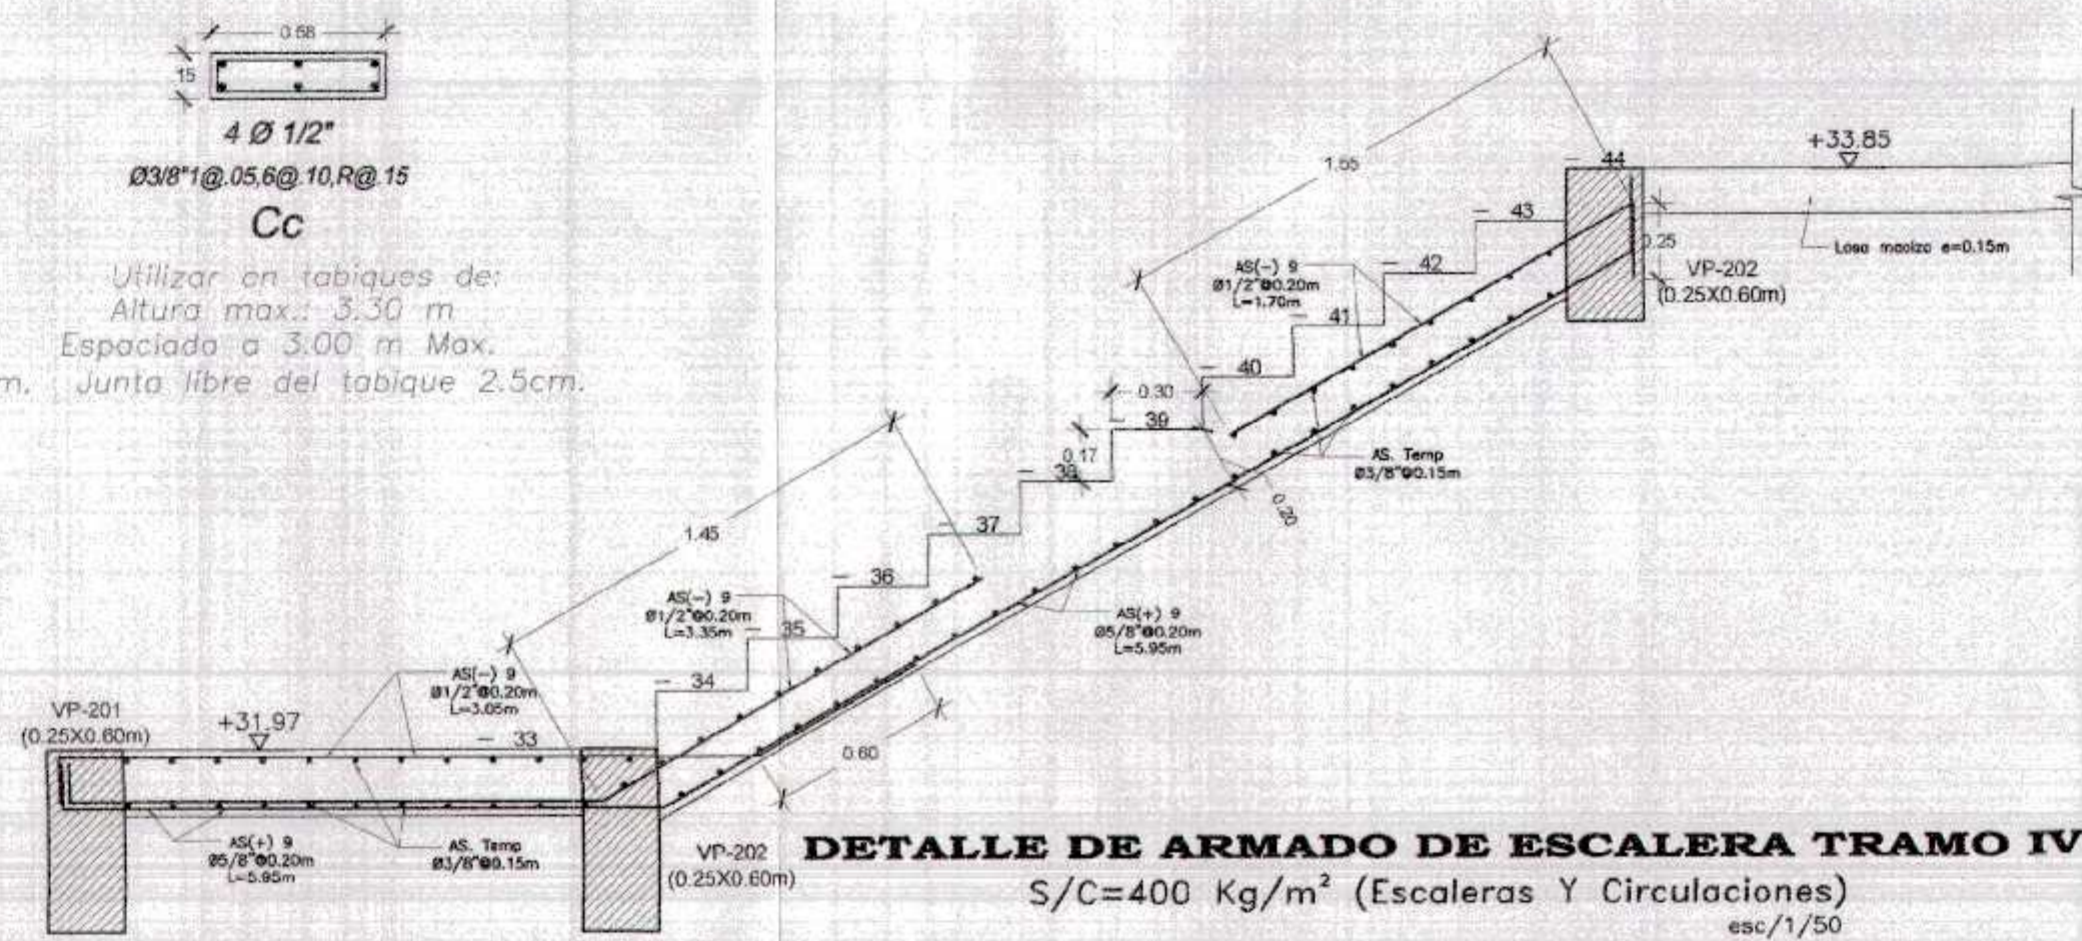 0.58
15
4 Ø 1/2"
Ø3/8"1@.05,6@.10,R@.15
Cc
Utilizar en tabiques de:
Altura max.: 3.30 m
Espaciado a 3.00 m Max.
m. Junta libre del tabique 2.5cm.
1.55
+33.85
44
43
42
41
40
39
38
37
36
35
34
33
0.25
Losa maciza e=0.15m
VP-202
(0.25X0.60m)
AS(-) 9
Ø1/2"@0.20m
L=1.70m
0.30
0.17
AS. Temp
Ø3/8"@0.15m
0.20
1.45
AS(-) 9
Ø1/2"@0.20m
L=3.35m
AS(+) 9
Ø5/8"@0.20m
L=5.95m
AS(-) 9
Ø1/2"@0.20m
L=3.05m
VP-201
(0.25X0.60m)
+31.97
0.60
AS(+) 9
Ø5/8"@0.20m
L=5.95m
AS. Temp
Ø3/8"@0.15m
VP-202
(0.25X0.60m)
DETALLE DE ARMADO DE ESCALERA TRAMO IV
S/C=400 Kg/m² (Escaleras Y Circulaciones)
esc/1/50